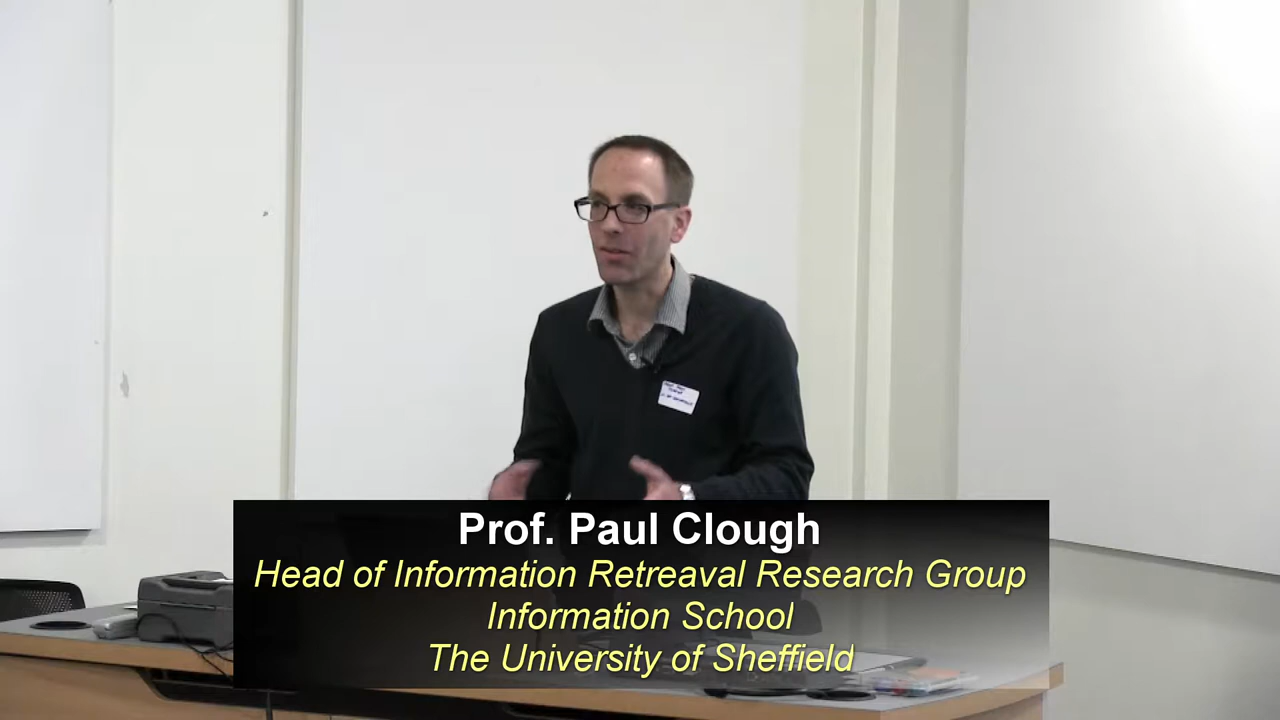 Prof. Paul Clough
Head of Information Retreaval Research Group
Information School
The University of Sheffield